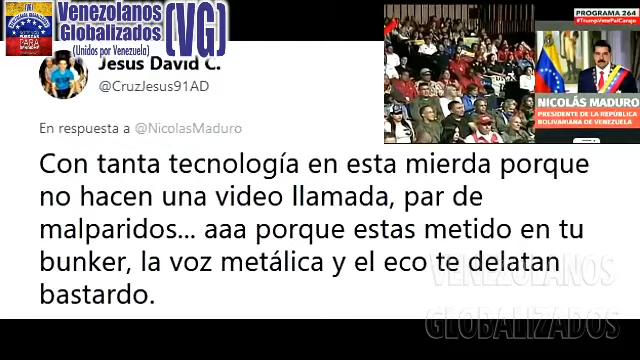 Venezolanos
Globalizados
(Unidos por Venezuela)
(VG)
PROGRAMA 264
#TrumpVetePalCarajo
NICOLÁS MADURO
PRESIDENTE DE LA REPÚBLICA
BOLIVARIANA DE VENEZUELA
Jesus David C.
@CruzJesus91AD
En respuesta a @NicolasMaduro
Con tanta tecnología en esta mierda porque
no hacen una video llamada, par de
malparidos... aaa porque estas metido en tu
bunker, la voz metálica y el eco te delatan
bastardo.
VENEZOLANOS
GLOBALIZADOS